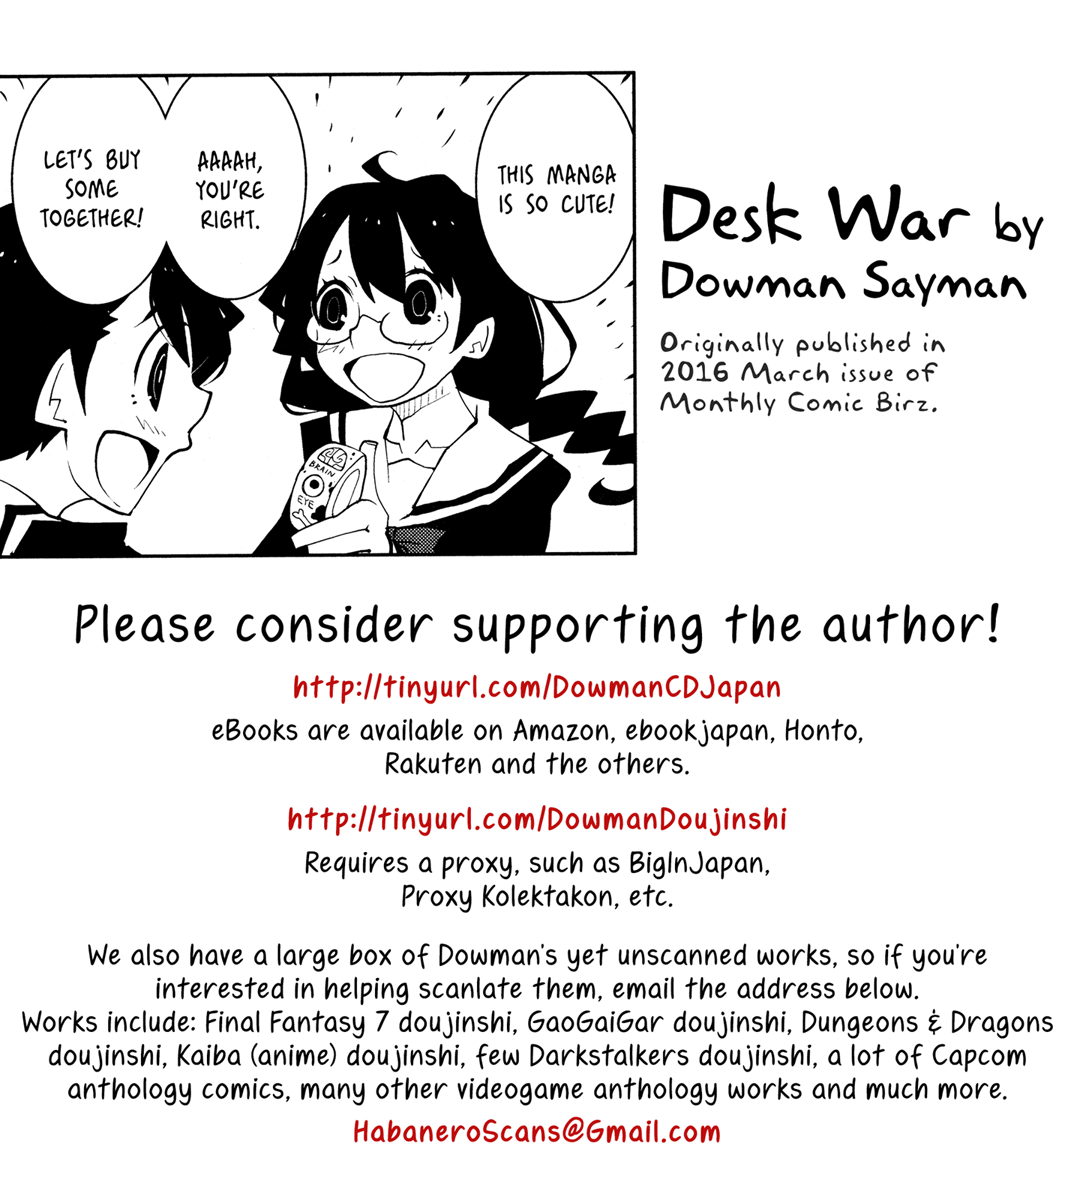 THIS MANGA
IS SO CUTE!
AAAAH,
YOU'RE
RIGHT.
LET'S BUY
SOME
TOGETHER!
BRAIN
EYE
Desk War by
Dowman Sayman
Originally published in
2016 March issue of
Monthly Comic Birz.
Please consider supporting the author!
http://tinyurl.com/DowmanCDJapan
eBooks are available on Amazon, ebookjapan, Honto,
Rakuten and the others.
http://tinyurl.com/DowmanDoujinshi
Requires a proxy, such as BigInJapan,
Proxy Kolektakon, etc.
We also have a large box of Dowman's yet unscanned works, so if you're
interested in helping scanlate them, email the address below.
Works include: Final Fantasy 7 doujinshi, GaoGaiGar doujinshi, Dungeons & Dragons
doujinshi, Kaiba (anime) doujinshi, few Darkstalkers doujinshi, a lot of Capcom
anthology comics, many other videogame anthology works and much more.
HabaneroScans@Gmail.com